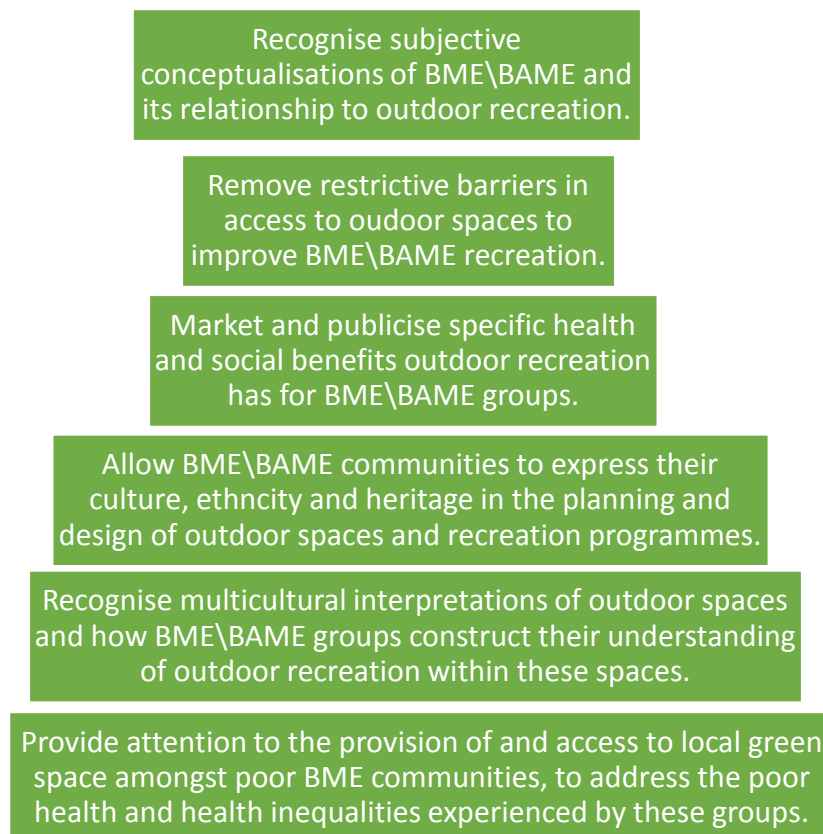 Recognise subjective
conceptualisations of BME\BAME and
its relationship to outdoor recreation.
Remove restrictive barriers in
access to oudoor spaces to
improve BME\BAME recreation.
Market and publicise specific health
and social benefits outdoor recreation
has for BME\BAME groups.
Allow BME\BAME communities to express their
culture, ethncity and heritage in the planning and
design of outdoor spaces and recreation programmes.
Recognise multicultural interpretations of outdoor spaces
and how BME\BAME groups construct their understanding
of outdoor recreation within these spaces.
Provide attention to the provision of and access to local green
space amongst poor BME communities, to address the poor
health and health inequalities experienced by these groups.